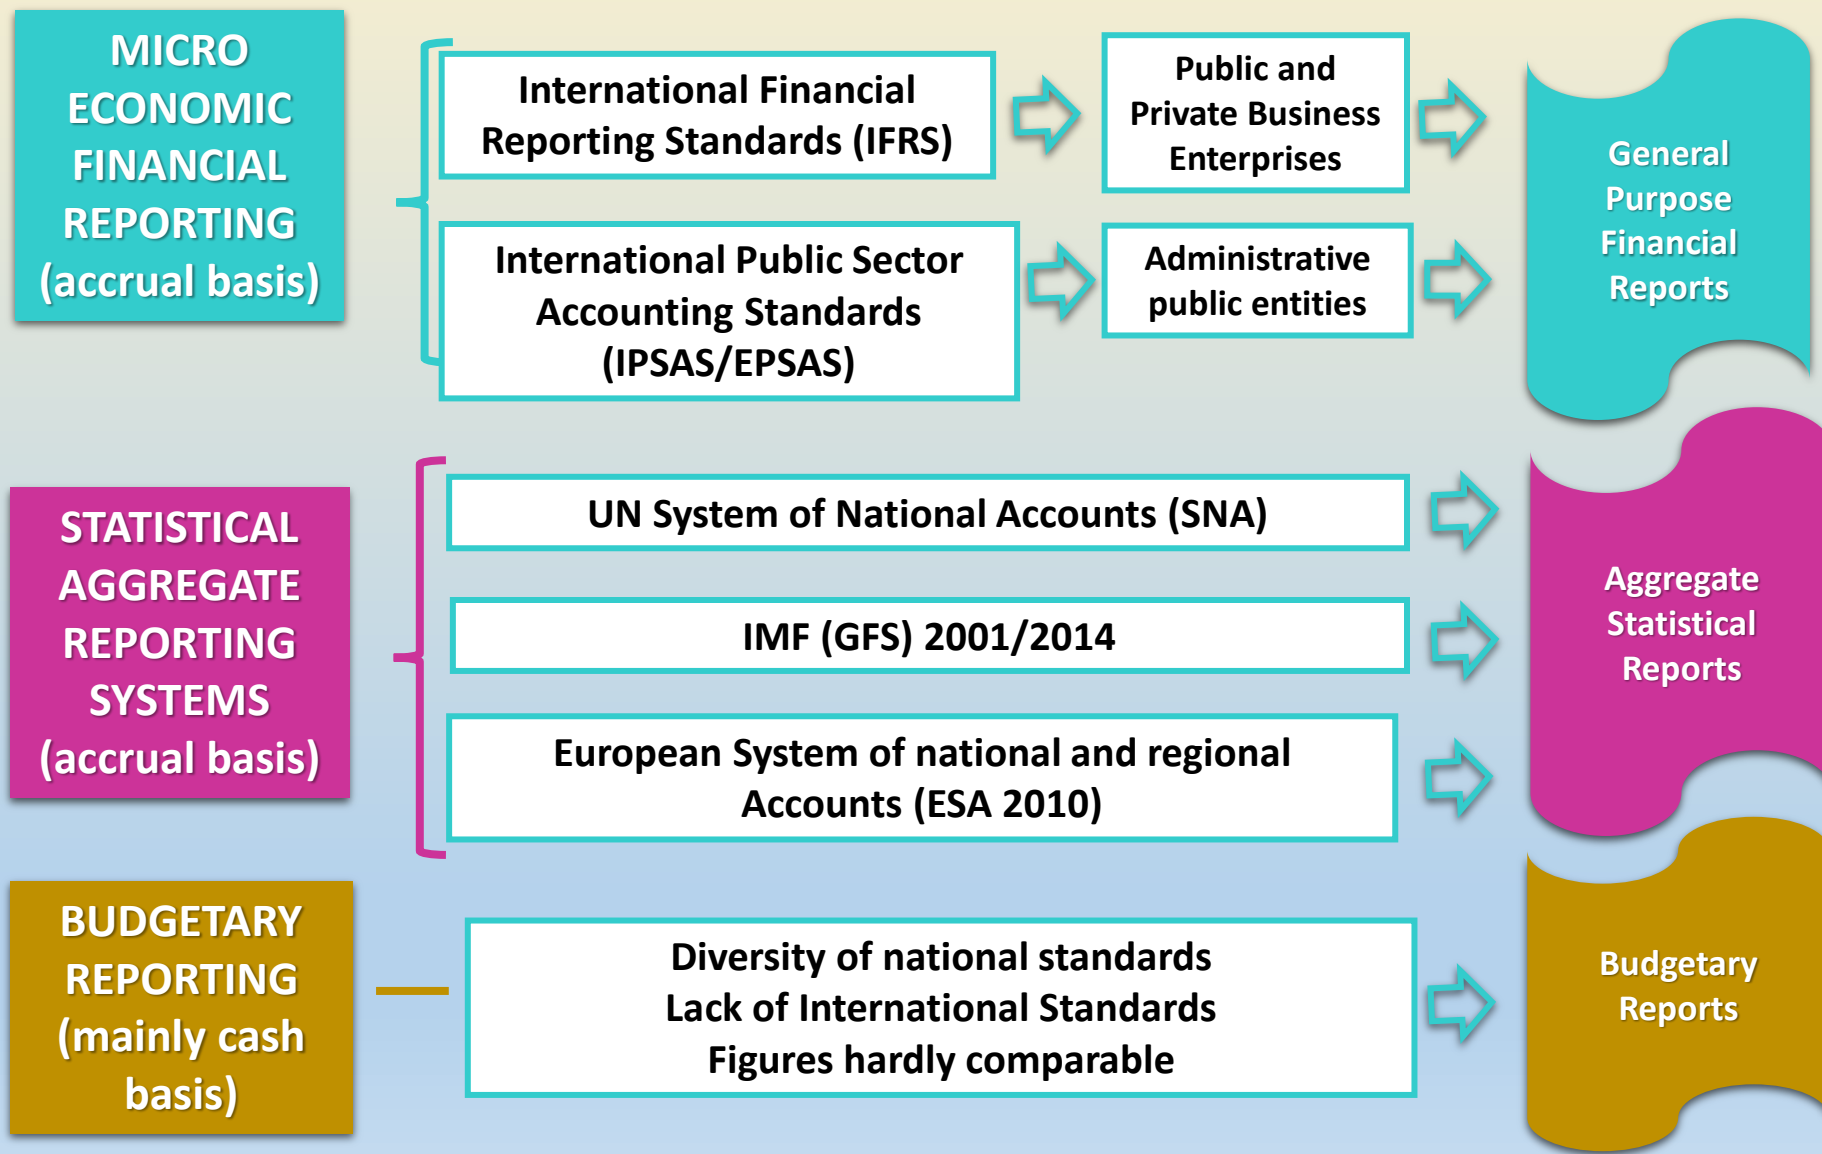 MICRO
ECONOMIC
FINANCIAL
REPORTING
(accrual basis)
International Financial
Reporting Standards (IFRS)
Public and
Private Business
Enterprises
International Public Sector
Accounting Standards
(IPSAS/EPSAS)
Administrative
public entities
General
Purpose
Financial
Reports
STATISTICAL
AGGREGATE
REPORTING
SYSTEMS
(accrual basis)
UN System of National Accounts (SNA)
IMF (GFS) 2001/2014
European System of national and regional
Accounts (ESA 2010)
Aggregate
Statistical
Reports
BUDGETARY
REPORTING
(mainly cash
basis)
Diversity of national standards
Lack of International Standards
Figures hardly comparable
Budgetary
Reports